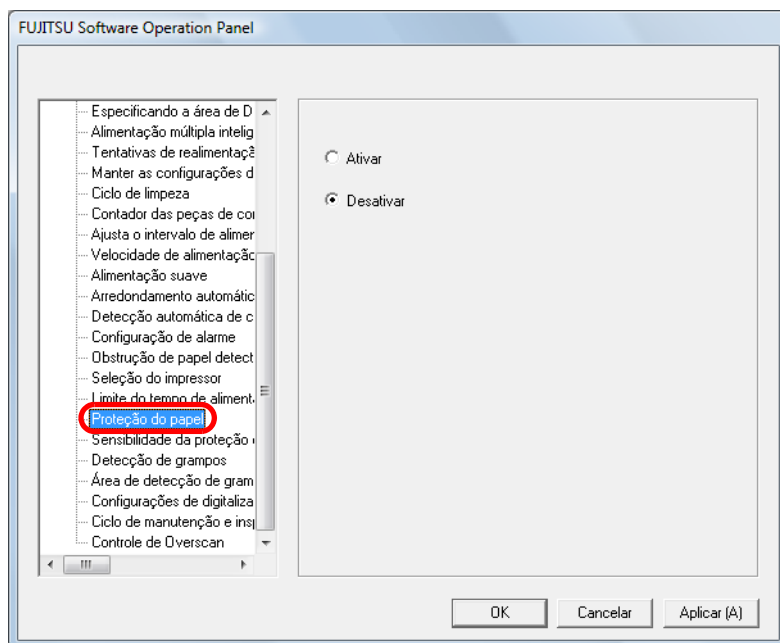 FUJITSU Software Operation Panel
Especificando a área de D
Alimentação múltipla intelig
Tentativas de realimentaçã
Manter as configurações d
Ciclo de limpeza
Contador das peças de co
Ajusta o intervalo de alimer
Velocidade de alimentação
Alimentação suave
Arredondamento automátic
Detecção automática de c
Configuração de alarme
Obstrução de papel detect
Seleção do impressor
Limite do tempo de aliment
Proteção do papel
Sensibilidade da proteção
Detecção de grampos
Área de detecção de gram
Configurações de digitaliza
Ciclo de manutenção e insp
Controle de Overscan
Ativar
Desativar
OK Cancelar Aplicar (A)